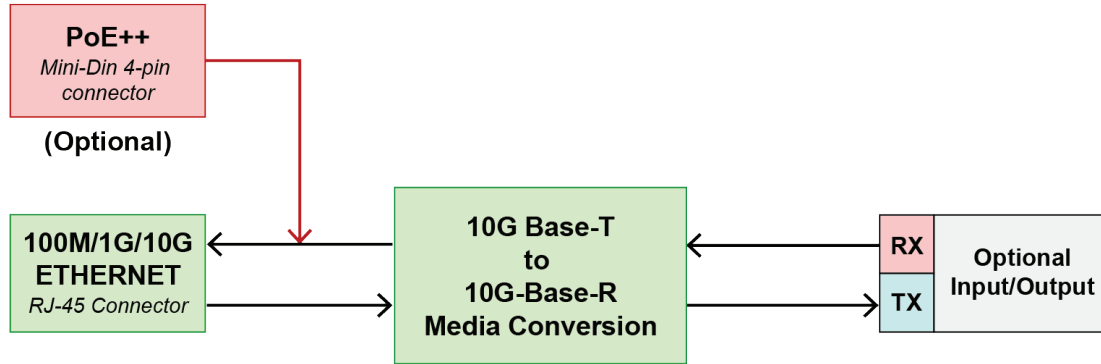 PoE++
Mini-Din 4-pin
connector
(Optional)
100M/1G/10G
ETHERNET
RJ-45 Connector
10G Base-T
to
10G-Base-R
Media Conversion
RX
TX
Optional
Input/Output